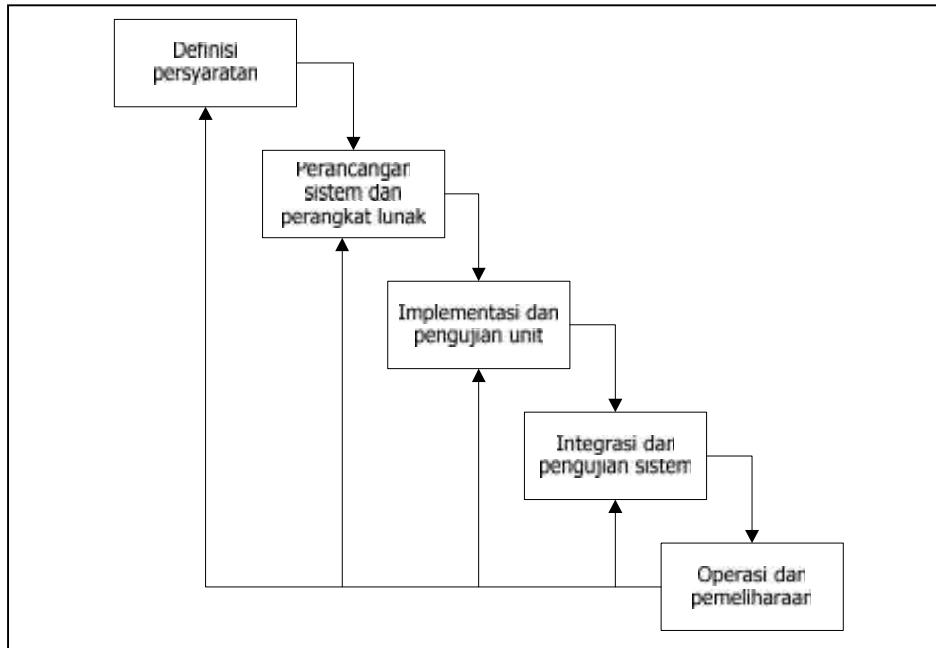 Definisi
persyaratan
Perancangan
sistem dan
perangkat lunak
Implementasi dan
pengujian unit
Integrasi dan
pengujian sistem
Operasi dan
pemeliharaan